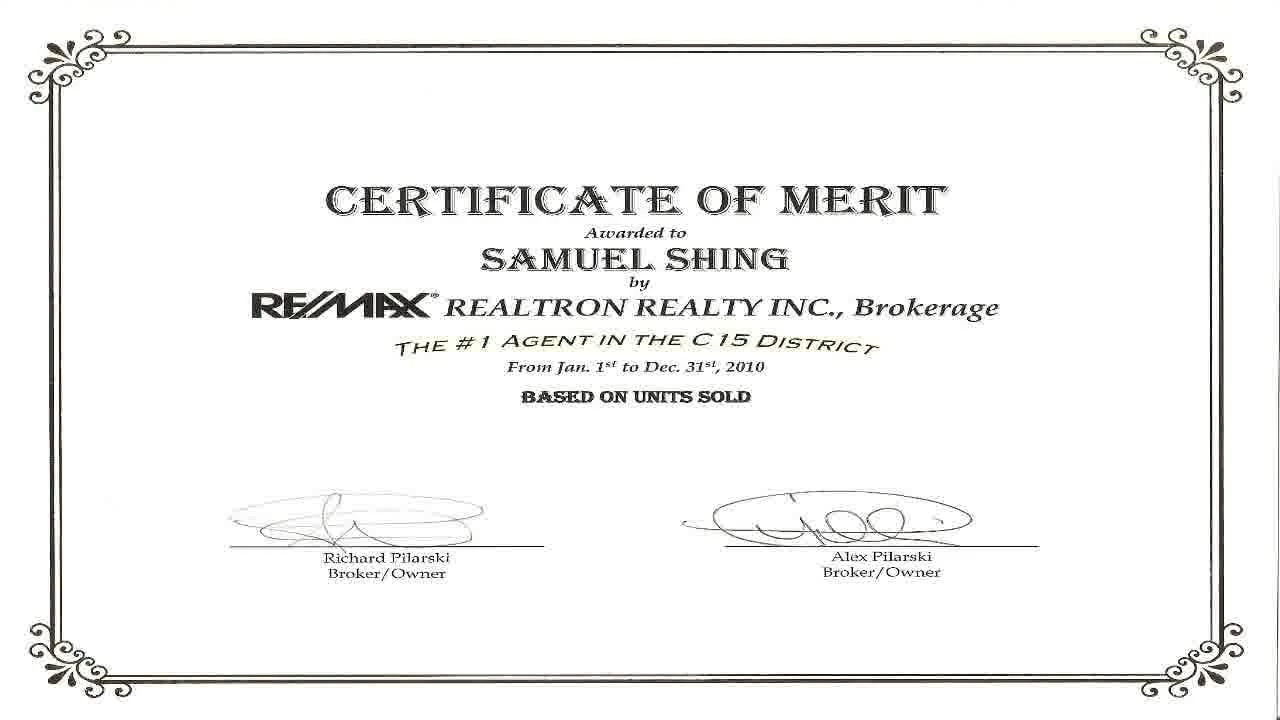 CERTIFICATE OF MERIT
Awarded to
SAMUEL SHING
by
RE/MAX® REALTRON REALTY INC., Brokerage
THE #1 AGENT IN THE C15 DISTRICT
From Jan. 1st to Dec. 31st, 2010
BASED ON UNITS SOLD
Richard Pilarski
Broker/Owner
Alex Pilarski
Broker/Owner